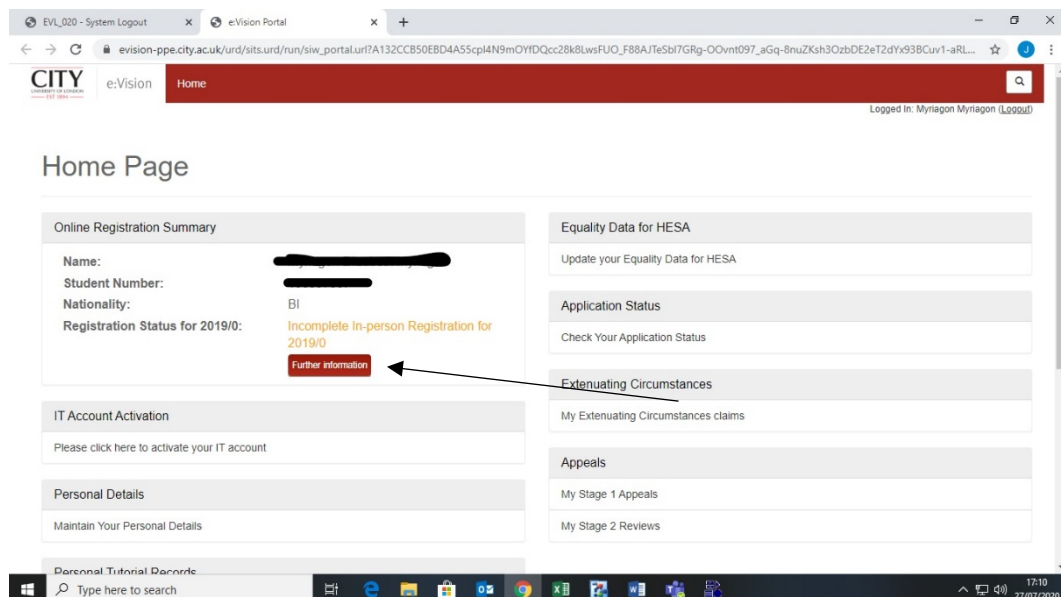 EVL_020 - System Logout
e:Vision Portal
evision-ppe.city.ac.uk/urd/sits.urd/run/siw_portal.url?
CITY
UNIVERSITY OF LONDON
EST 1894
e:Vision
Home
Logged In: Myriagon Myriagon (Logout)
Home Page
Online Registration Summary
Name:
Student Number:
Nationality: BI
Registration Status for 2019/0: Incomplete In-person Registration for
2019/0
Further information
IT Account Activation
Please click here to activate your IT account
Personal Details
Maintain Your Personal Details
Personal Tutorial Records
Equality Data for HESA
Update your Equality Data for HESA
Application Status
Check Your Application Status
Extenuating Circumstances
My Extenuating Circumstances claims
Appeals
My Stage 1 Appeals
My Stage 2 Reviews
Type here to search
17:10
27/07/2020